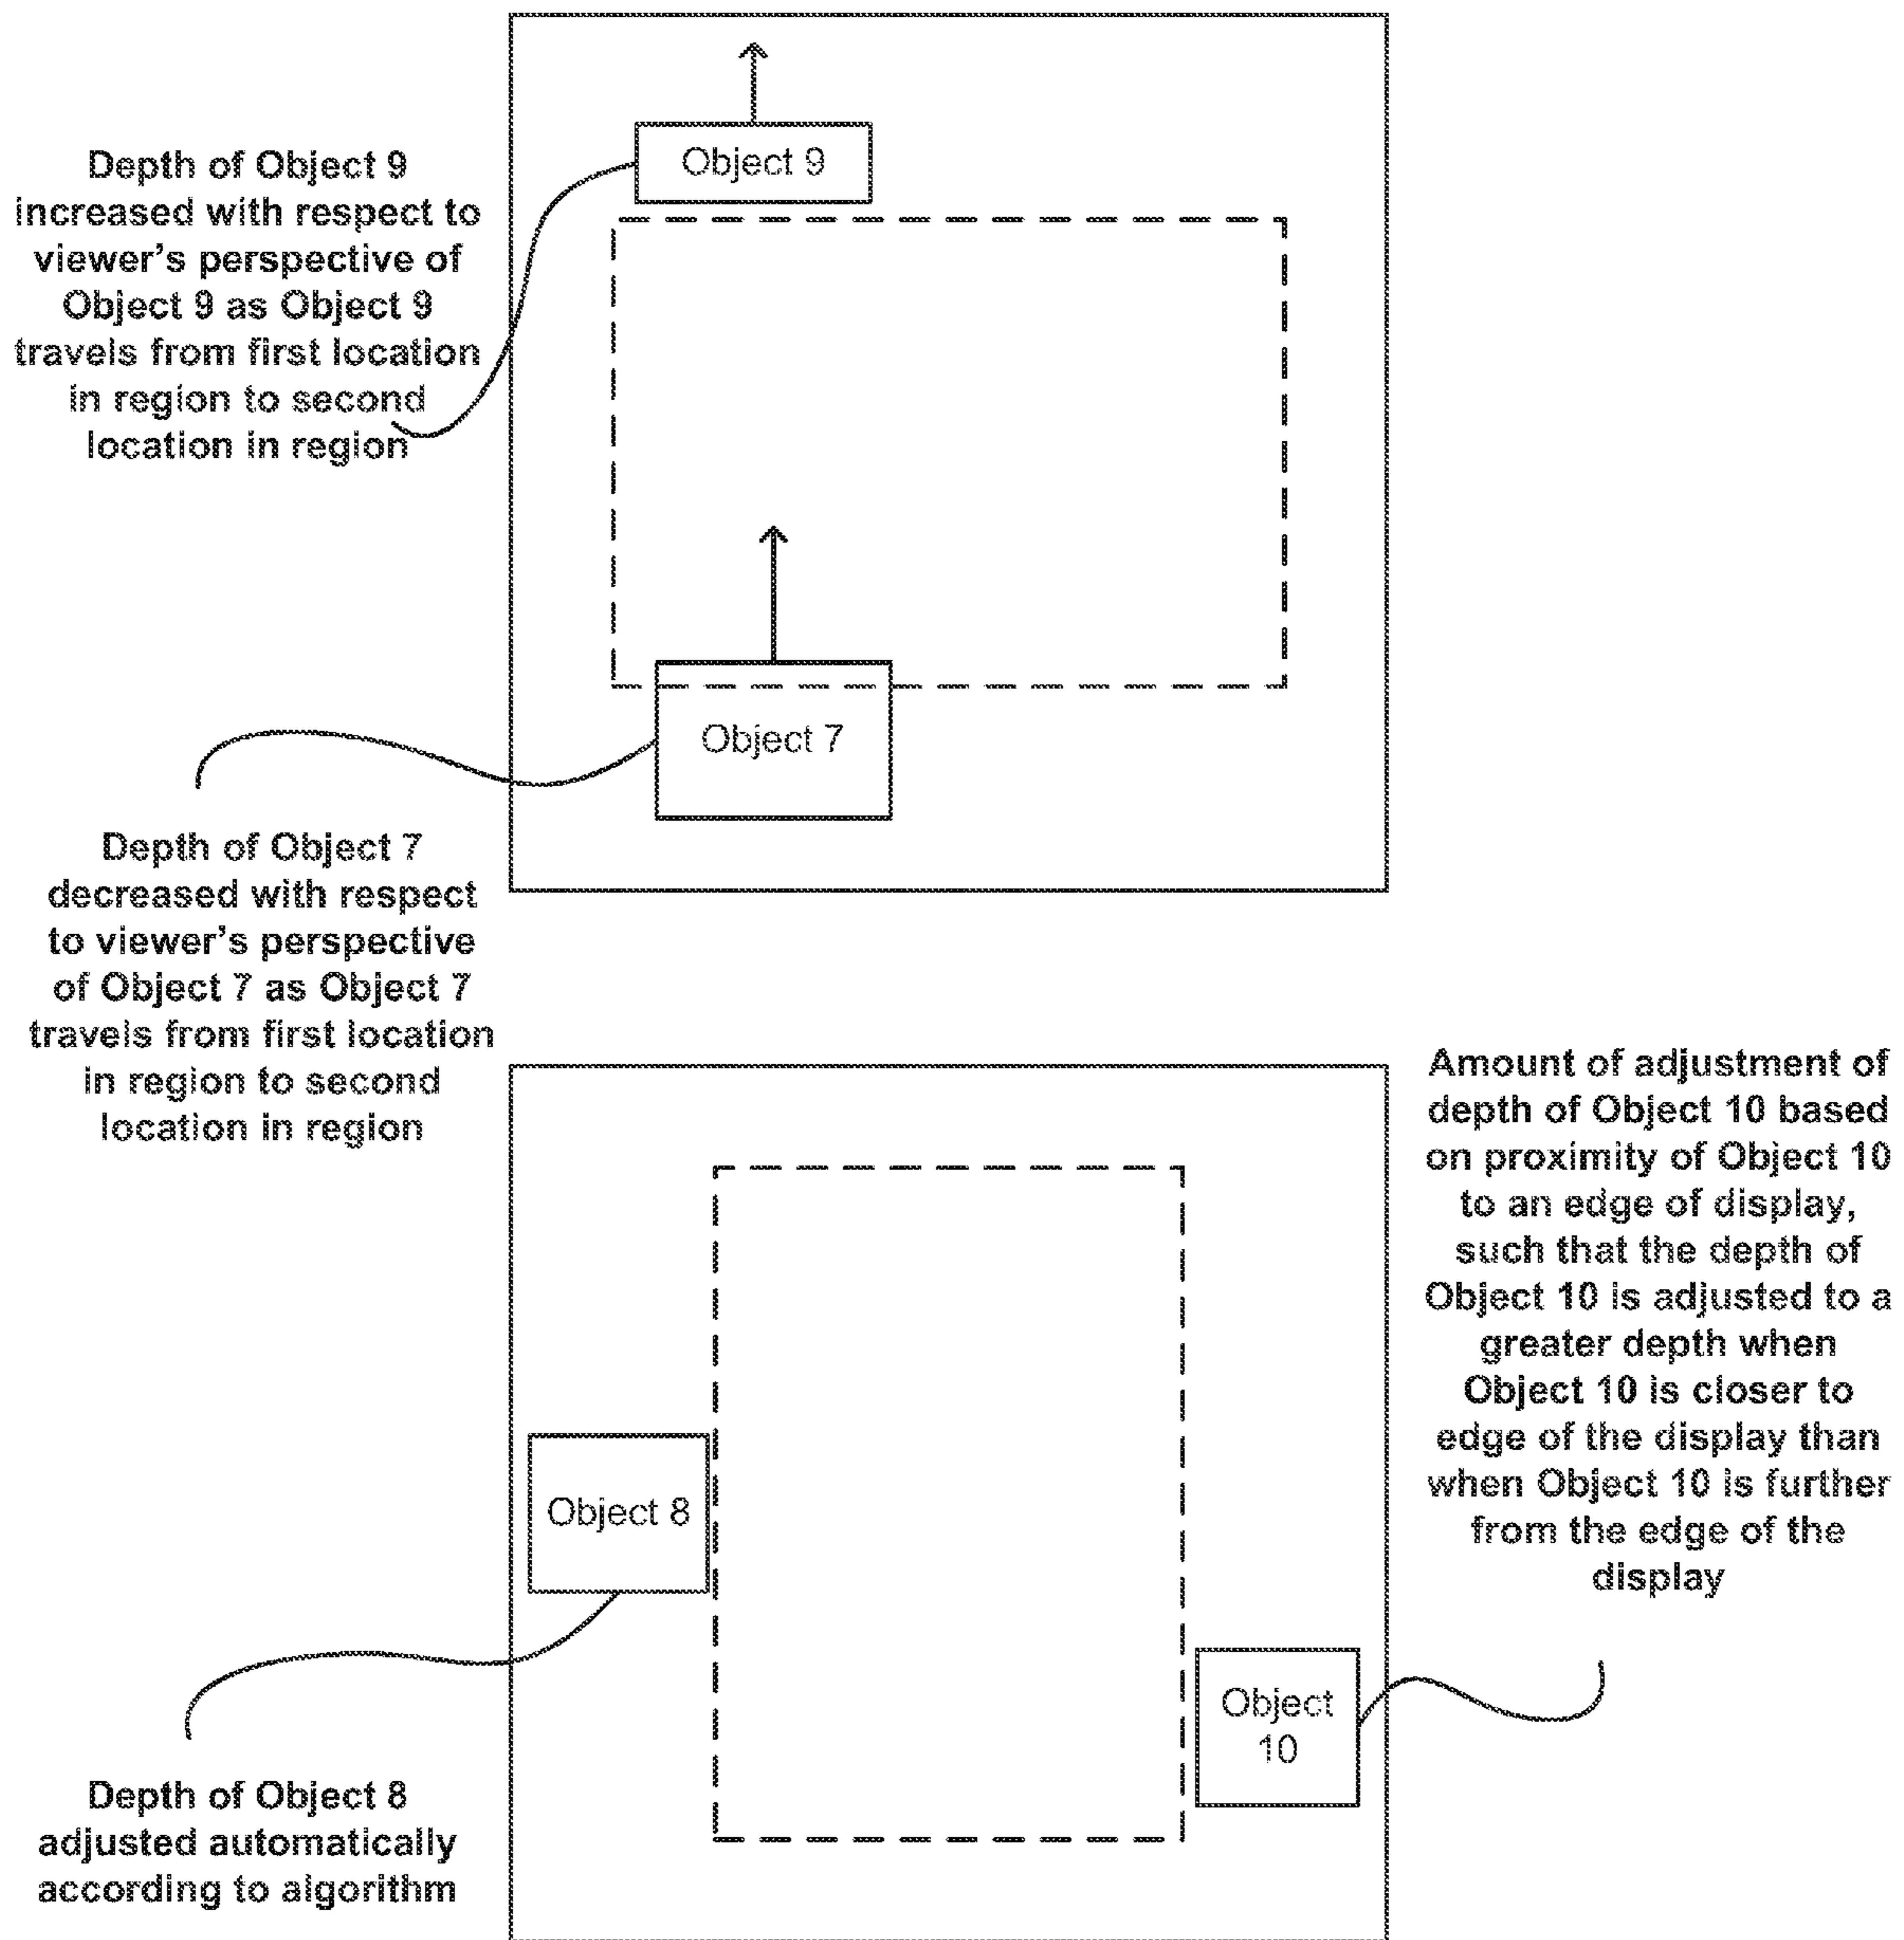 Object 9
Depth of Object 9
increased with respect to
viewer's perspective of
Object 9 as Object 9
travels from first location
in region to second
location in region
Object 7
Depth of Object 7
decreased with respect
to viewer's perspective
of Object 7 as Object 7
travels from first location
in region to second
location in region
Amount of adjustment of
depth of Object 10 based
on proximity of Object 10
to an edge of display,
such that the depth of
Object 10 is adjusted to a
greater depth when
Object 10 is closer to
edge of the display than
when Object 10 is further
from the edge of the
display
Object 8
Object
10
Depth of Object 8
adjusted automatically
according to algorithm